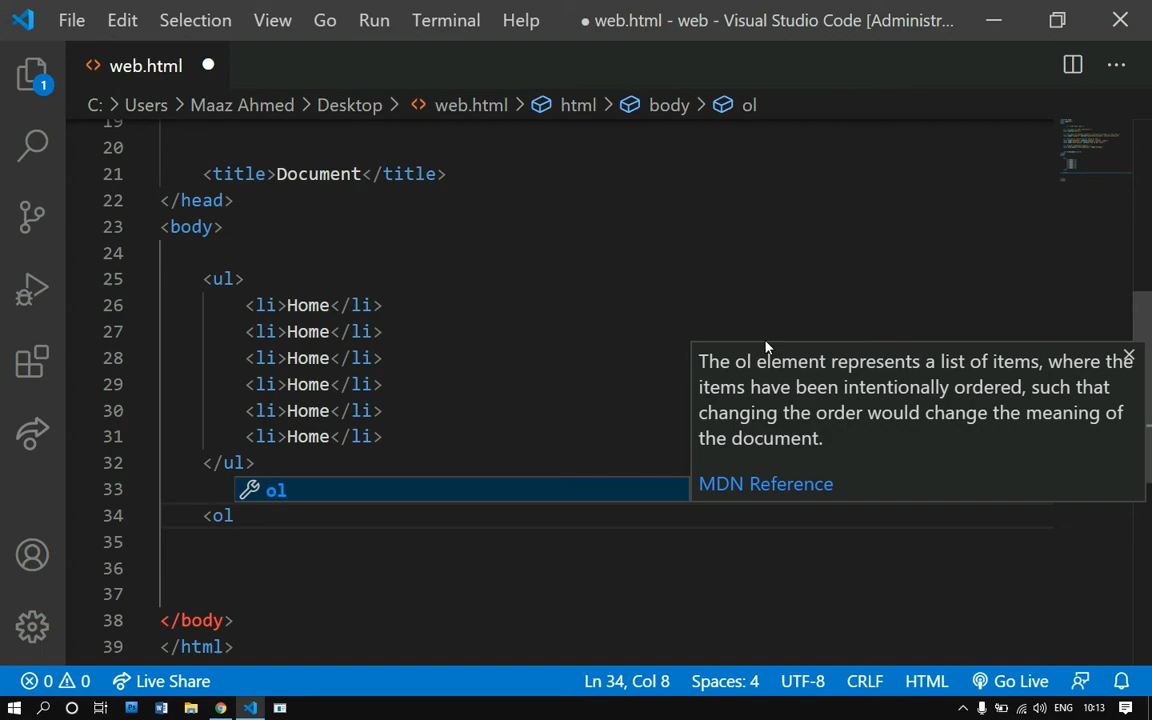 File Edit Selection View Go Run Terminal Help ● web.html - web - Visual Studio Code [Administr...
web.html
1
C: > Users > Maaz Ahmed > Desktop > web.html > html > body > ol
19
20
21 <title>Document</title>
22 </head>
23 <body>
24
25 <ul>
26 <li>Home</li>
27 <li>Home</li>
28 <li>Home</li>
29 <li>Home</li>
30 <li>Home</li>
31 <li>Home</li>
32 </ul>
33
ol
The ol element represents a list of items, where the
items have been intentionally ordered, such that
changing the order would change the meaning of
the document.
MDN Reference
34 <ol
35
36
37
38 </body>
39 </html>
0 0 Live Share Ln 34, Col 8 Spaces: 4 UTF-8 CRLF HTML Go Live
ENG 10:13